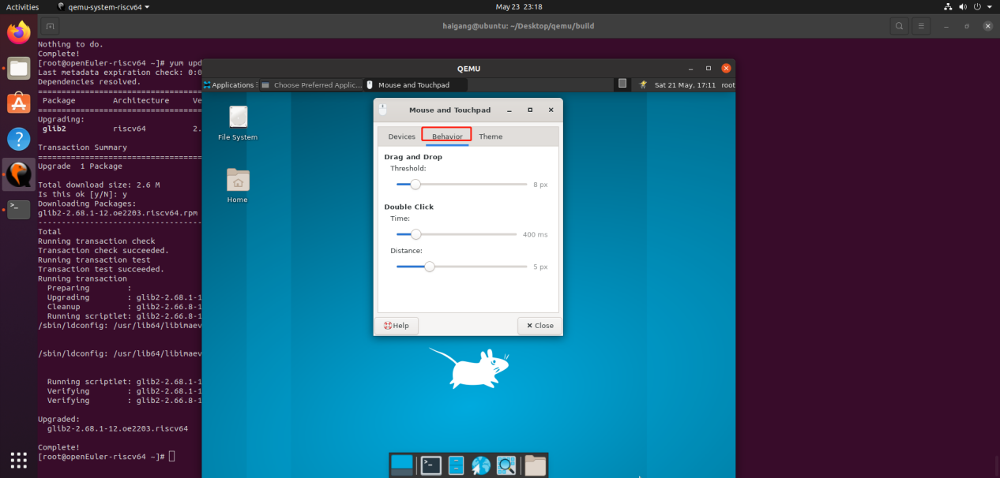 Activities
qemu-system-riscv64
May 23 23:18
haigang@ubuntu: ~/Desktop/qemu/build
Nothing to do.
Complete!
[root@openEuler-riscv64 ~]# yum upd
Last metadata expiration check: 0:0
Dependencies resolved.
================================
Package Architecture Ve
================================
Upgrading:
glib2 riscv64 2.
Transaction Summary
================================
Upgrade 1 Package
Total download size: 2.6 M
Is this ok [y/N]: y
Downloading Packages:
glib2-2.68.1-12.oe2203.riscv64.rpm
--------------------------------
Total
Running transaction check
Transaction check succeeded.
Running transaction test
Transaction test succeeded.
Running transaction
Preparing :
Upgrading : glib2-2.68.1-1
Cleanup : glib2-2.66.8-1
Running scriptlet: glib2-2.66.8-1
/sbin/ldconfig: /usr/lib64/libimaev
/sbin/ldconfig: /usr/lib64/libimaev
Running scriptlet: glib2-2.68.1-1
Verifying : glib2-2.68.1-1
Verifying : glib2-2.66.8-1
Upgraded:
glib2-2.68.1-12.oe2203.riscv64
Complete!
[root@openEuler-riscv64 ~]#
QEMU
Applications
Choose Preferred Applic...
Mouse and Touchpad
Sat 21 May, 17:11 root
File System
Home
Mouse and Touchpad
Devices Behavior Theme
Drag and Drop
Threshold:
8 px
Double Click
Time:
400 ms
Distance:
5 px
Help
Close